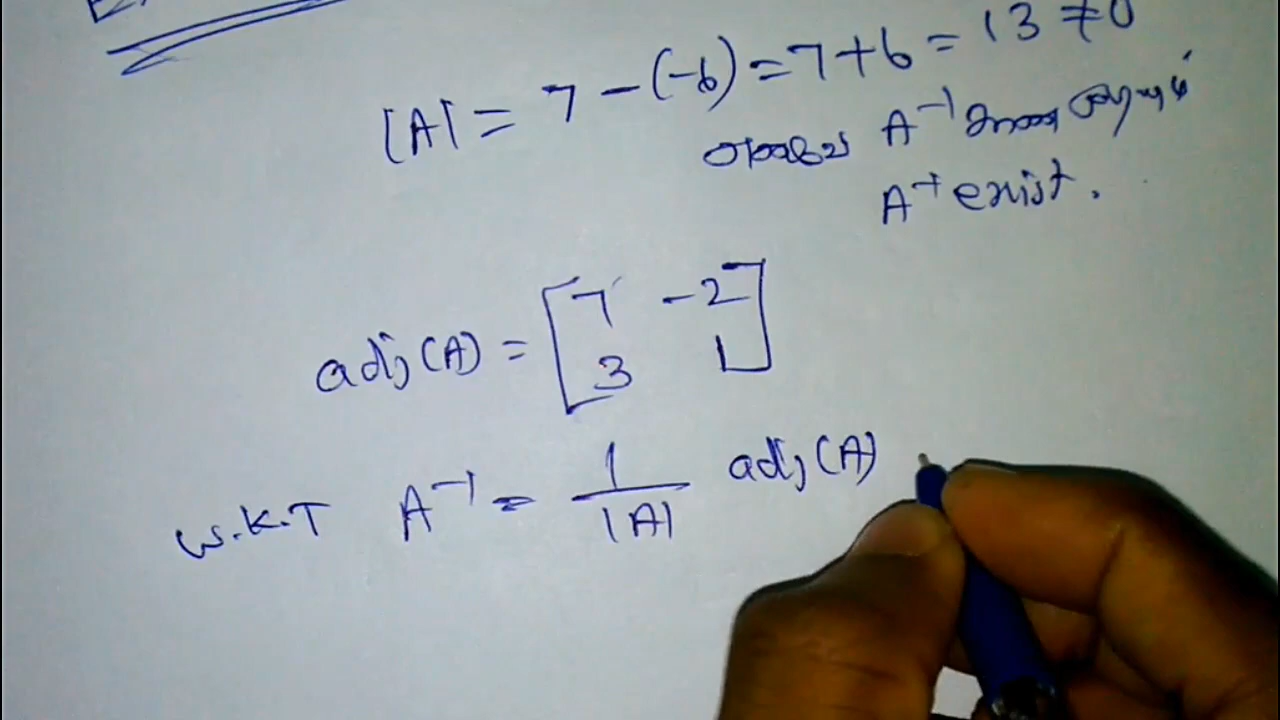 |A| = 7 - (-6) = 7 + 6 = 13 ≠ 0
A⁻¹
A⁻¹ exist.
adj(A) = [ 7 -2
3 1 ]
W.K.T A⁻¹ = 1/|A| adj(A)